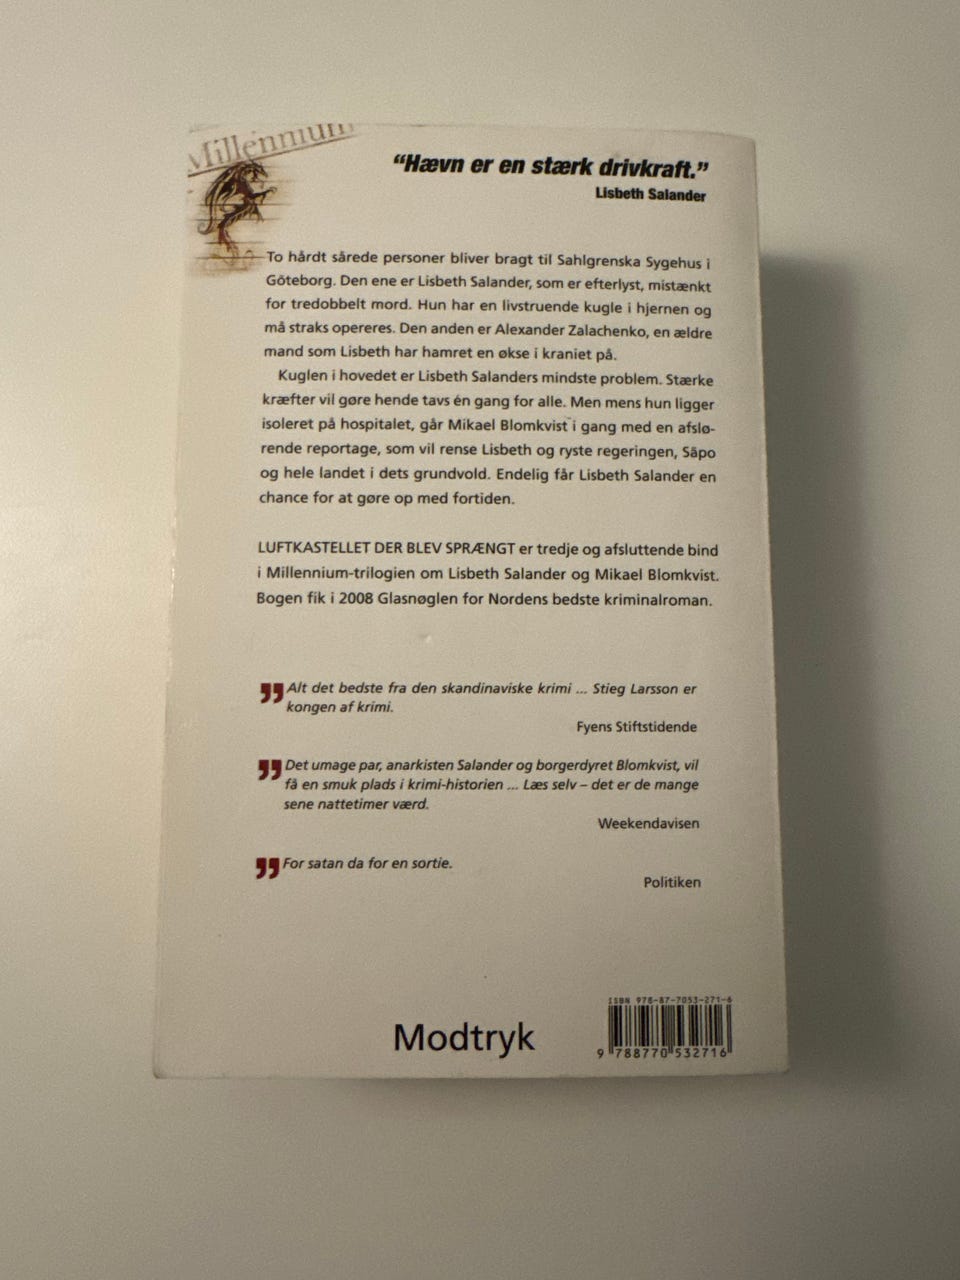 Millennium
“Hævn er en stærk drivkraft.”
Lisbeth Salander
To hårdt sårede personer bliver bragt til Sahlgrenska Sygehus i
Göteborg. Den ene er Lisbeth Salander, som er efterlyst, mistænkt
for tredobbelt mord. Hun har en livstruende kugle i hjernen og
må straks opereres. Den anden er Alexander Zalachenko, en ældre
mand som Lisbeth har hamret en økse i kraniet på.
Kuglen i hovedet er Lisbeth Salanders mindste problem. Stærke
kræfter vil gøre hende tavs én gang for alle. Men mens hun ligger
isoleret på hospitalet, går Mikael Blomkvist i gang med en afslø-
rende reportage, som vil rense Lisbeth og ryste regeringen, Säpo
og hele landet i dets grundvold. Endelig får Lisbeth Salander en
chance for at gøre op med fortiden.
LUFTKASTELLET DER BLEV SPRÆNGT er tredje og afsluttende bind
i Millennium-trilogien om Lisbeth Salander og Mikael Blomkvist.
Bogen fik i 2008 Glasnøglen for Nordens bedste kriminalroman.
” Alt det bedste fra den skandinaviske krimi ... Stieg Larsson er
kongen af krimi.
Fyens Stiftstidende
” Det umage par, anarkisten Salander og borgerdyret Blomkvist, vil
få en smuk plads i krimi-historien ... Læs selv – det er de mange
sene nattetimer værd.
Weekendavisen
” For satan da for en sortie.
Politiken
ISBN 978-87-7053-271-6
Modtryk
9 788770 532716